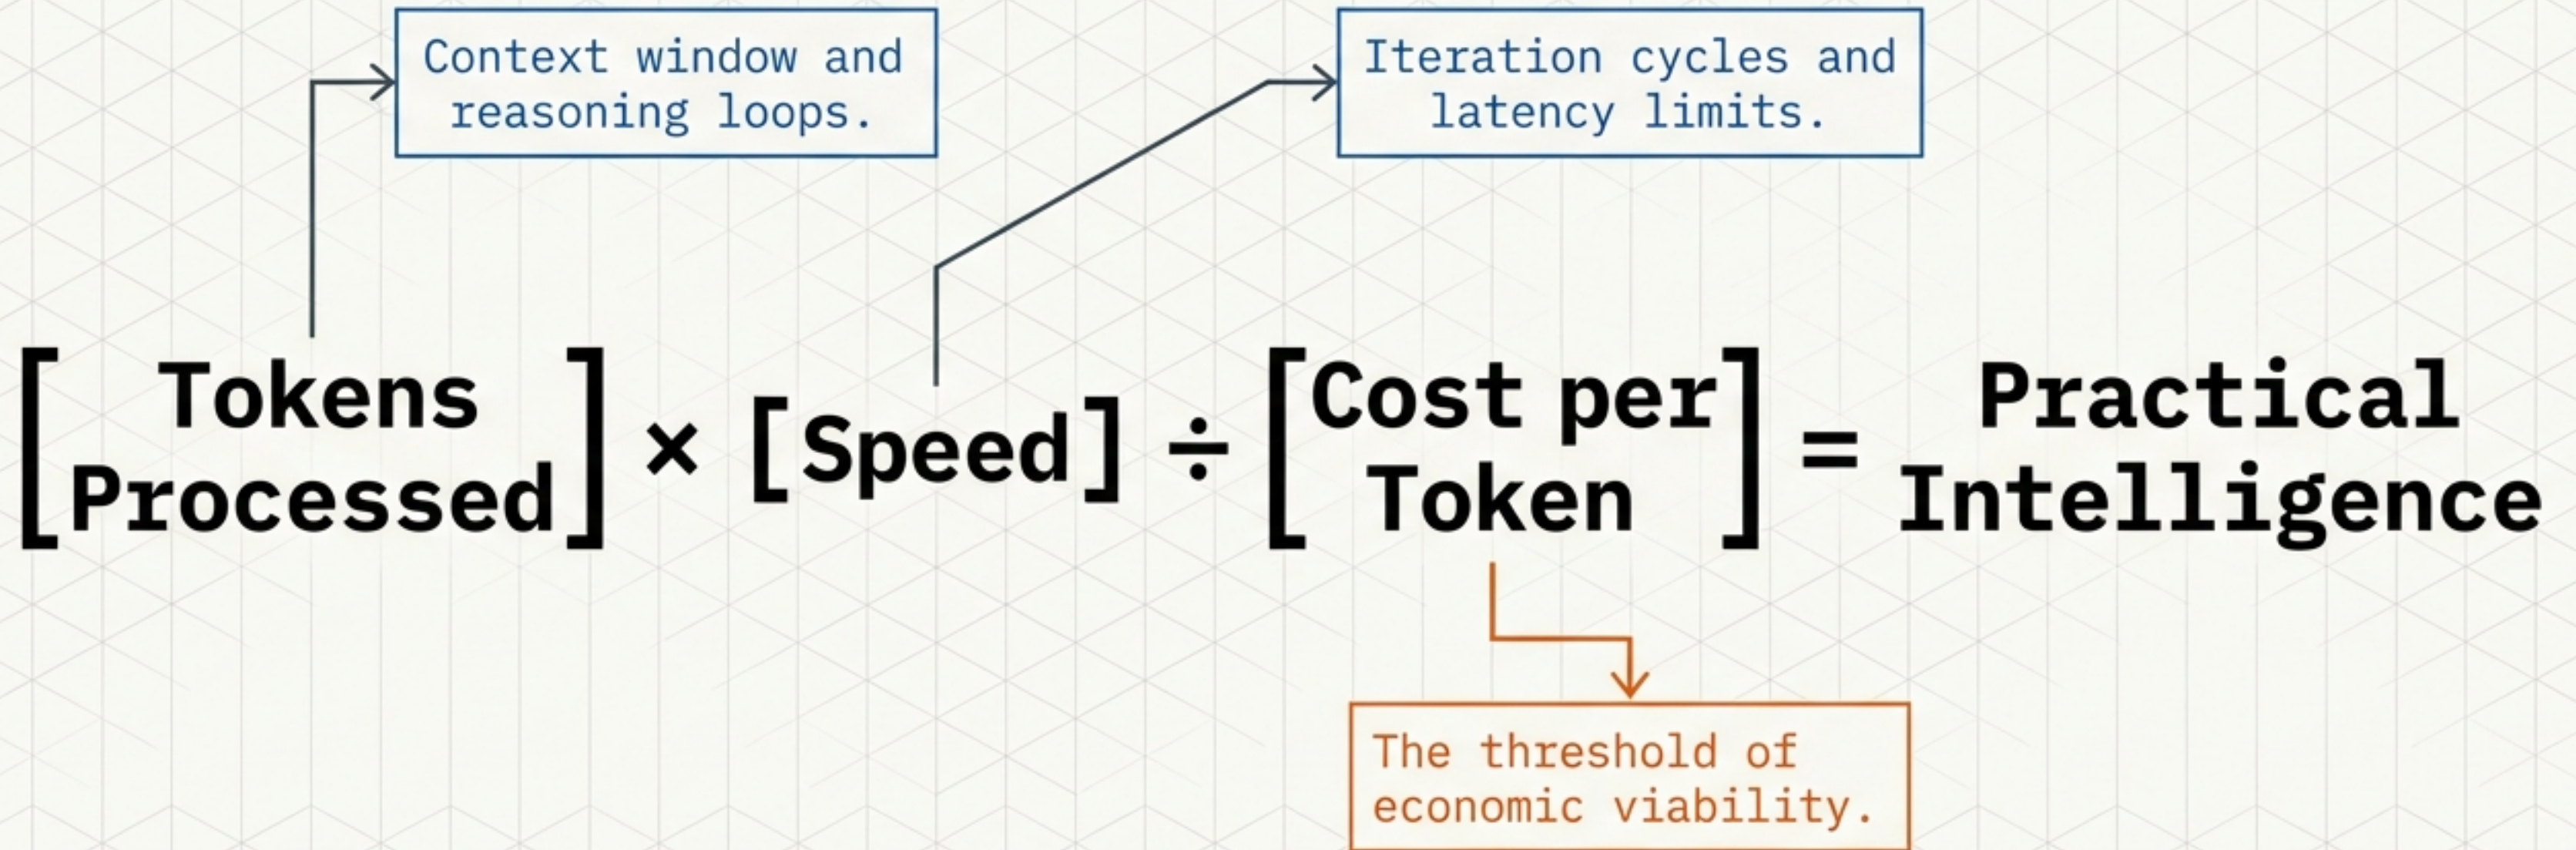 Context window and
reasoning loops.
Iteration cycles and
latency limits.
[Tokens Processed] × [Speed] ÷ [Cost per Token] = Practical Intelligence
The threshold of
economic viability.